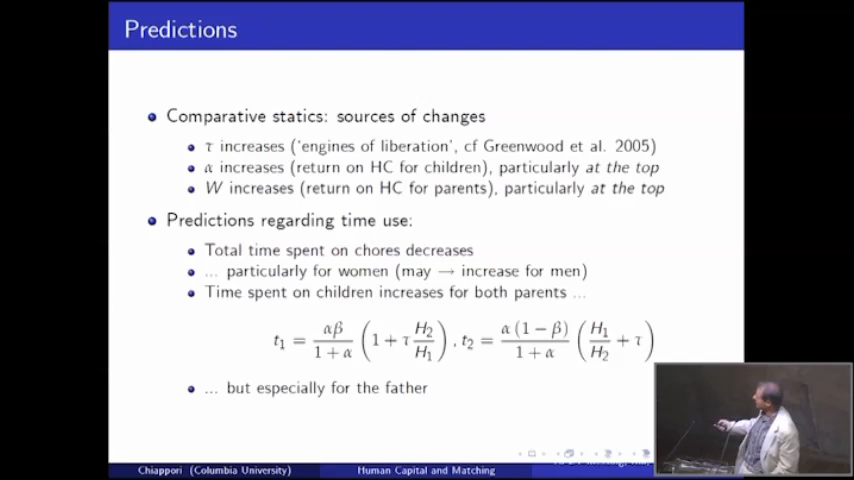 Predictions
Comparative statics: sources of changes
τ increases (‘engines of liberation’, cf Greenwood et al. 2005)
α increases (return on HC for children), particularly at the top
W increases (return on HC for parents), particularly at the top
Predictions regarding time use:
Total time spent on chores decreases
... particularly for women (may → increase for men)
Time spent on children increases for both parents ...
t₁ = αβ / (1 + α) (1 + τ H₂ / H₁), t₂ = α (1 − β) / (1 + α) (H₁ / H₂ + τ)
... but especially for the father
Chiappori (Columbia University) Human Capital and Matching